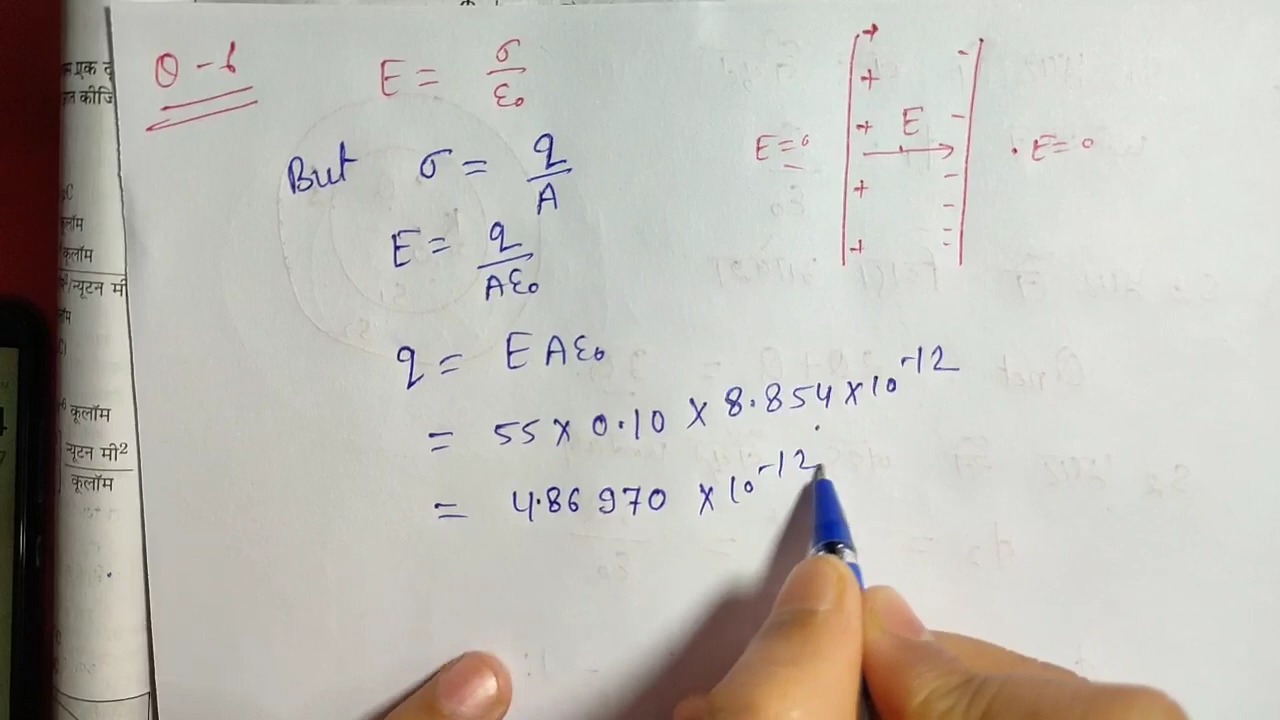 Q-6
E = σ/ε₀
But σ = q/A
E = q/Aε₀
q = EAε₀
= 55 × 0.10 × 8.854 × 10⁻¹²
= 4.86970 × 10⁻¹²
+ -
+ -
+ E -
E=0 . E=0
+ -
-
+ =
कूलॉम
कूलॉम
न्यूटन मी
कूलॉम
न्यूटन मी²
कूलॉम